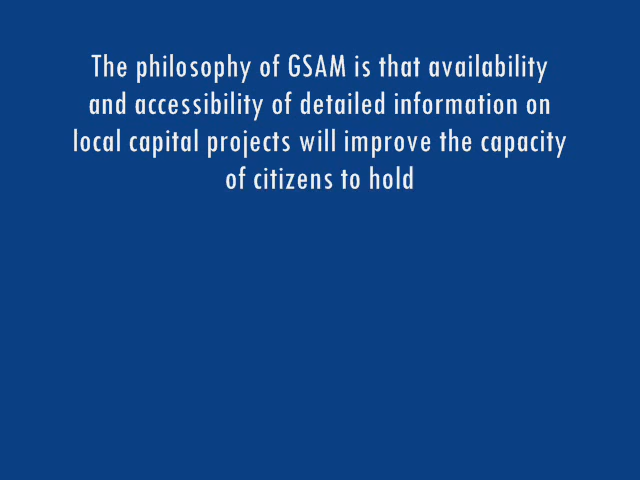 The philosophy of GSAM is that availability
and accessibility of detailed information on
local capital projects will improve the capacity
of citizens to hold